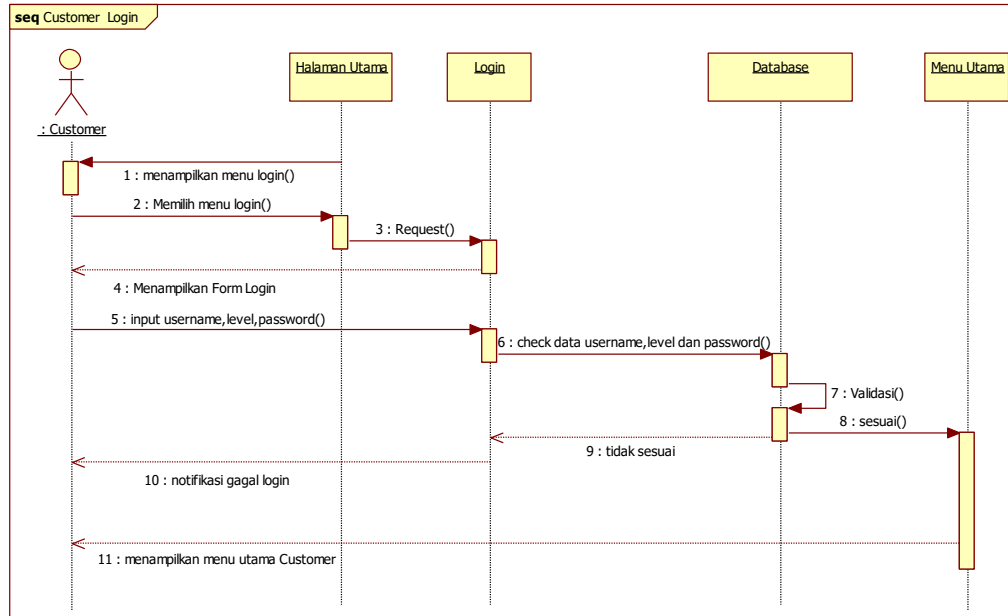 seq Customer Login
Halaman Utama
Login
Database
Menu Utama
: Customer
1 : menampilkan menu login()
2 : Memilih menu login()
3 : Request()
4 : Menampilkan Form Login
5 : input username,level,password()
6 : check data username,level dan password()
7 : Validasi()
8 : sesuai()
9 : tidak sesuai
10 : notifikasi gagal login
11 : menampilkan menu utama Customer